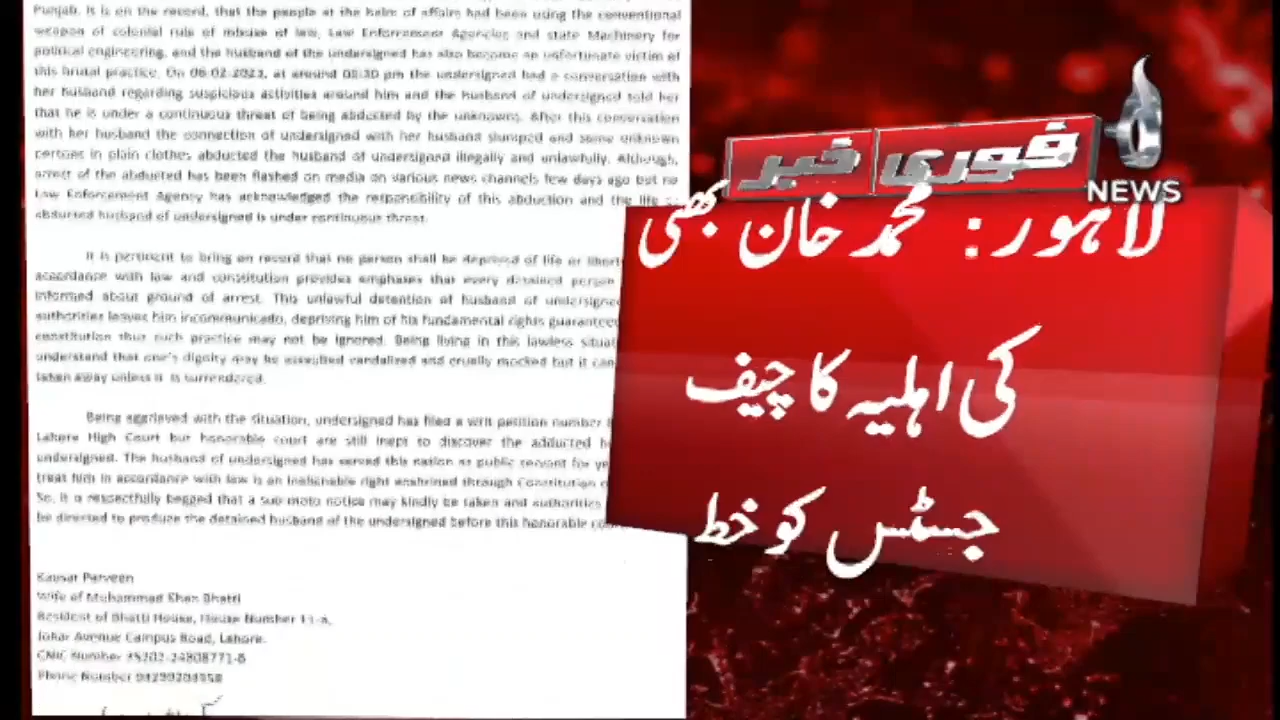 Punjab. It is on the record, that the people at the helm of affairs had been using the conventional
weapon of colonial rule of misuse of law, Law Enforcement Agencies and state Machinery for
political engineering, and the husband of the undersigned has also become an unfortunate victim of
this brutal practice. On 06-02-2023, at around 08:30 pm the undersigned had a conversation with
her husband regarding suspicious activities around him and the husband of undersigned told her
that he is under a continuous threat of being abducted by the unknowns. After this conversation
with her husband the connection of undersigned with her husband slumped and some unknown
persons in plain clothes abducted the husband of undersigned illegally and unlawfully. Although,
arrest of the abducted has been flashed on media on various news channels few days ago but no
Law Enforcement Agency has acknowledged the responsibility of this abduction and the life
abducted husband of undersigned is under continuous threat.
It is pertinent to bring on record that no person shall be deprived of life or
accordance with law and constitution provides emphases that every detained person
informed about ground of arrest. This unlawful detention of husband of
authorities leaves him incommunicado, depriving him of his fundamental rights
constitution thus such practice may not be ignored. Being living in this lawless
understand that one's dignity may be assaulted vandalized and cruelly mocked but it
taken away unless it is surrendered.
Being aggrieved with the situation, undersigned has filed a writ petition number
Lahore High Court but honorable court are still inept to discover the adducted
undersigned. The husband of undersigned has served this nation as public servant for
treat him in accordance with law is an inalienable right enshrined through Constitution
So, it is respectfully begged that a suo moto notice may kindly be taken and authorities
be directed to produce the detained husband of the undersigned before this honorable
Kausar Parveen
Wife of Muhammad Khan Bhatti
Resident of Bhatti House, House Number 11-A,
Johar Avenue Campus Road, Lahore.
CNIC Number
Phone Number
فوری خبر
NEWS
لاہور: محمد خان بھٹی
کی اہلیہ کا چیف
جسٹس کو خط